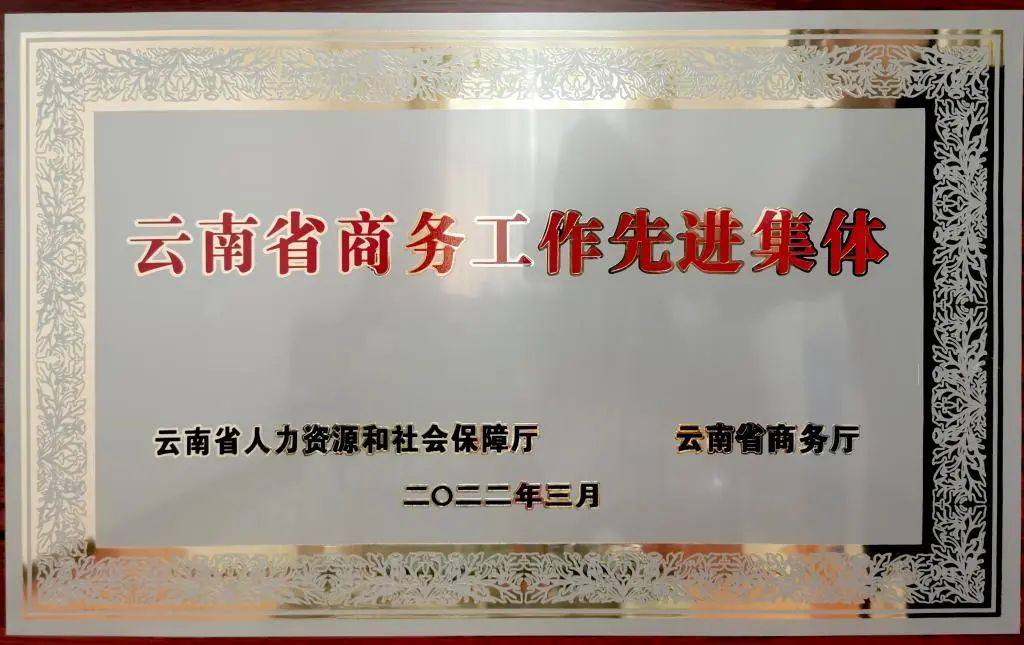 云南省商务工作先进集体
云南省人力资源和社会保障厅 云南省商务厅
二〇二二年三月